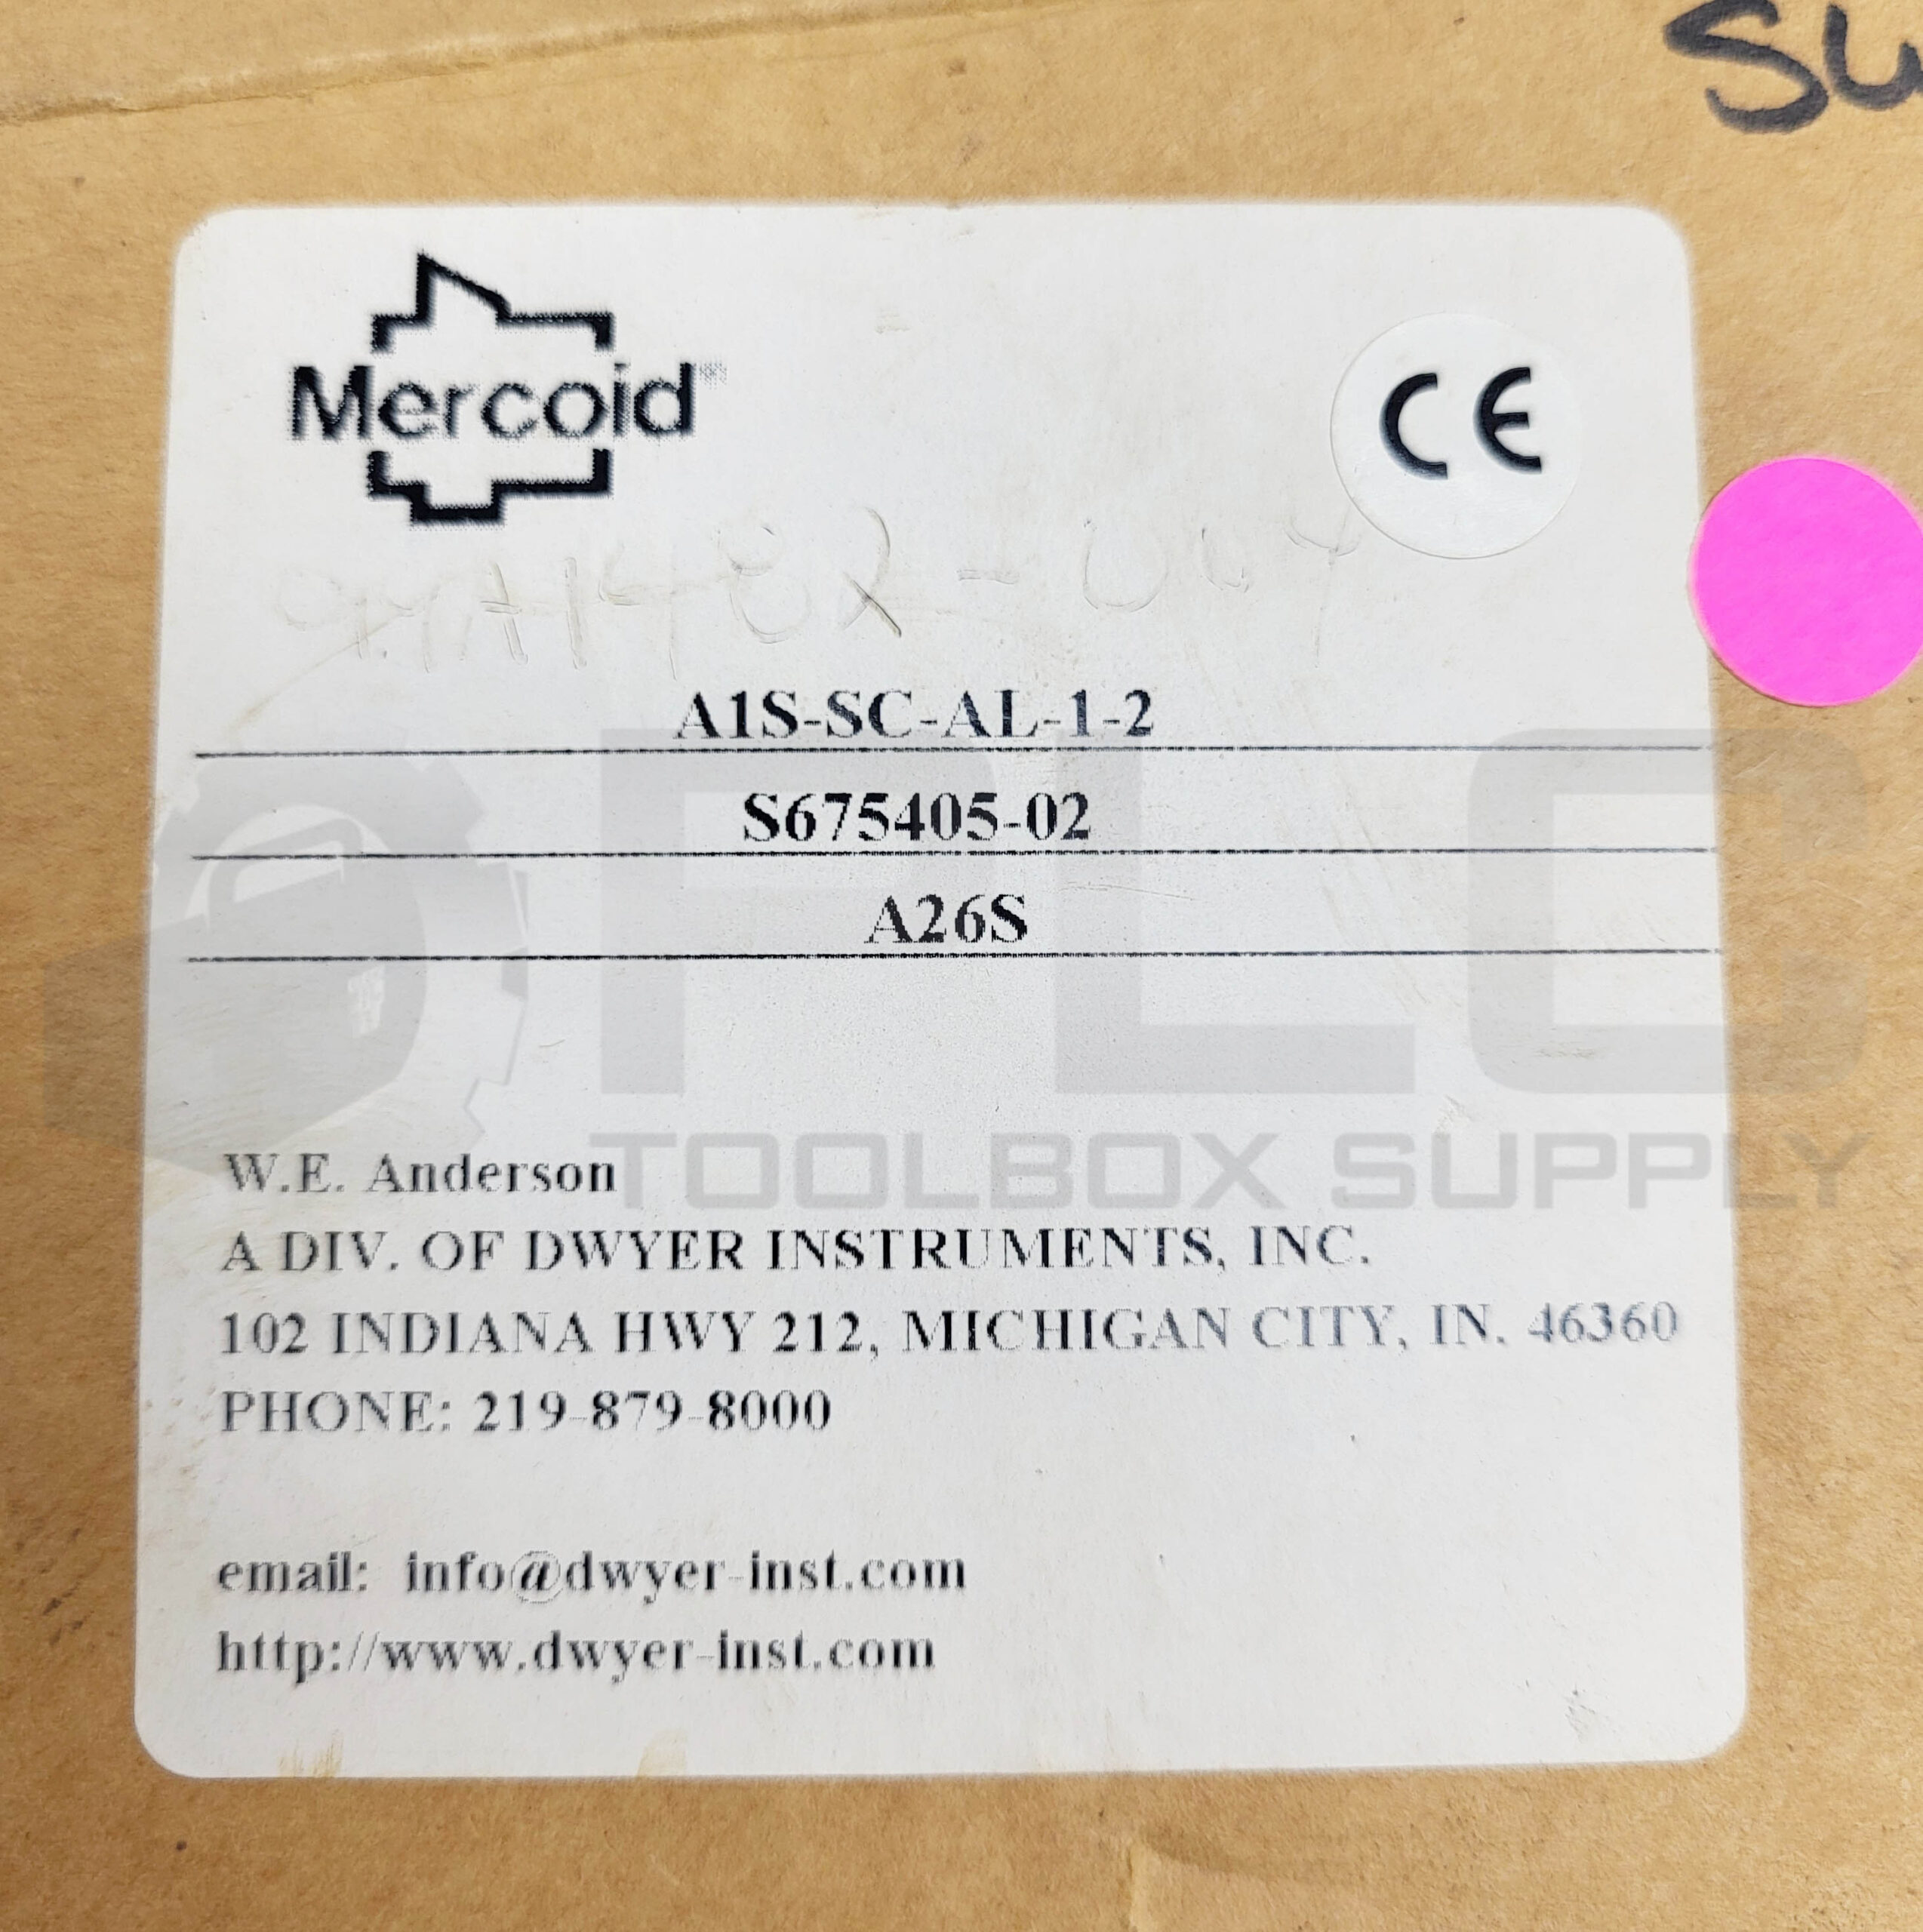 Su
Mercoid®
CE
A1S-SC-AL-1-2
S675405-02
A26S
PLC
TOOLBOX SUPPLY
W.E. Anderson
A DIV. OF DWYER INSTRUMENTS, INC.
102 INDIANA HWY 212, MICHIGAN CITY, IN. 46360
PHONE: 219-879-8000
email: info@dwyer-inst.com
http://www.dwyer-inst.com